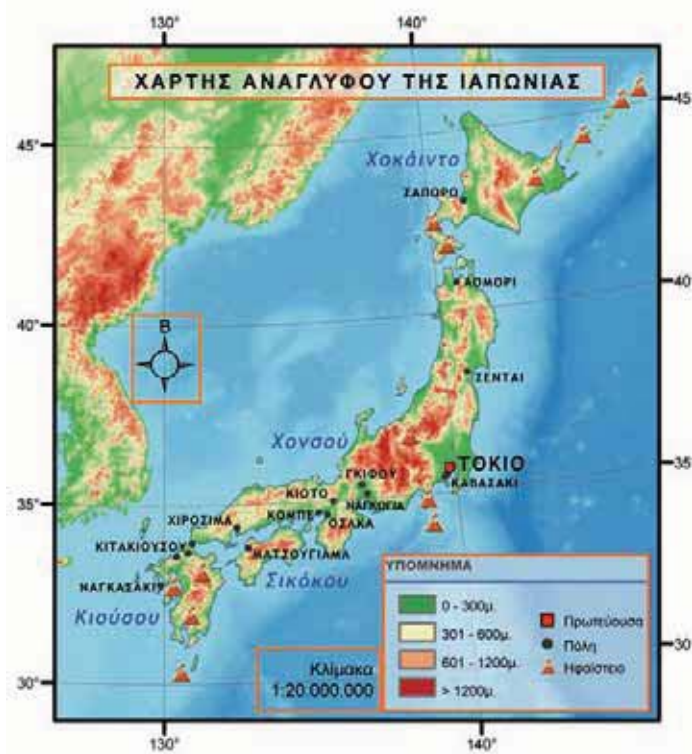 130°
140°
ΧΑΡΤΗΣ ΑΝΑΓΛΥΦΟΥ ΤΗΣ ΙΑΠΩΝΙΑΣ
45°
45°
Χοκάιντο
ΣΑΠΟΡΟ
ΑΟΜΟΡΙ
40°
40°
Β
ΣΕΝΤΑΙ
Χονσού
ΤΟΚΙΟ
ΓΚΙΦΟΥ
ΚΑΒΑΣΑΚΙ
35°
35°
ΚΙΟΤΟ
ΝΑΓΚΟΓΙΑ
ΚΟΜΠΕ
ΟΣΑΚΑ
ΧΙΡΟΣΙΜΑ
ΚΙΤΑΚΙΟΥΣΟΥ
ΜΑΤΣΟΥΓΙΑΜΑ
ΝΑΓΚΑΣΑΚΙ
Σικόκου
Κιούσου
ΥΠΟΜΝΗΜΑ
0 - 300μ.
301 - 600μ.
601 - 1200μ.
> 1200μ.
Πρωτεύουσα
Πόλη
Ηφαίστειο
Κλίμακα
1:20 000.000
30°
30°
130°
140°